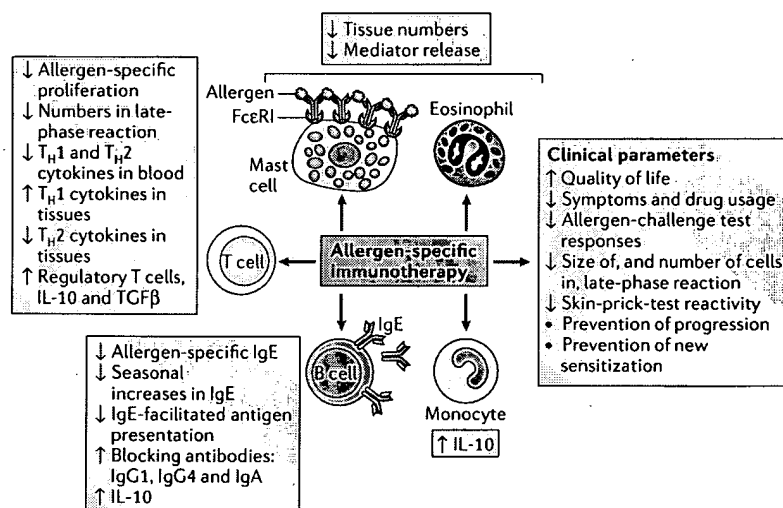 ↓ Tissue numbers
↓ Mediator release
↓ Allergen-specific
proliferation
↓ Numbers in late-
phase reaction
↓ T_H1 and T_H2
cytokines in blood
↑ T_H1 cytokines in
tissues
↓ T_H2 cytokines in
tissues
↑ Regulatory T cells,
IL-10 and TGFβ
Allergen
FcεRI
Mast
cell
Eosinophil
T cell
Allergen-specific
immunotherapy
Clinical parameters
↑ Quality of life
↓ Symptoms and drug usage
↓ Allergen-challenge test
responses
↓ Size of, and number of cells
in, late-phase reaction
↓ Skin-prick-test reactivity
• Prevention of progression
• Prevention of new
sensitization
↓ Allergen-specific IgE
↓ Seasonal
increases in IgE
↓ IgE-facilitated antigen
presentation
↑ Blocking antibodies:
IgG1, IgG4 and IgA
↑ IL-10
IgE
B cell
Monocyte
↑ IL-10